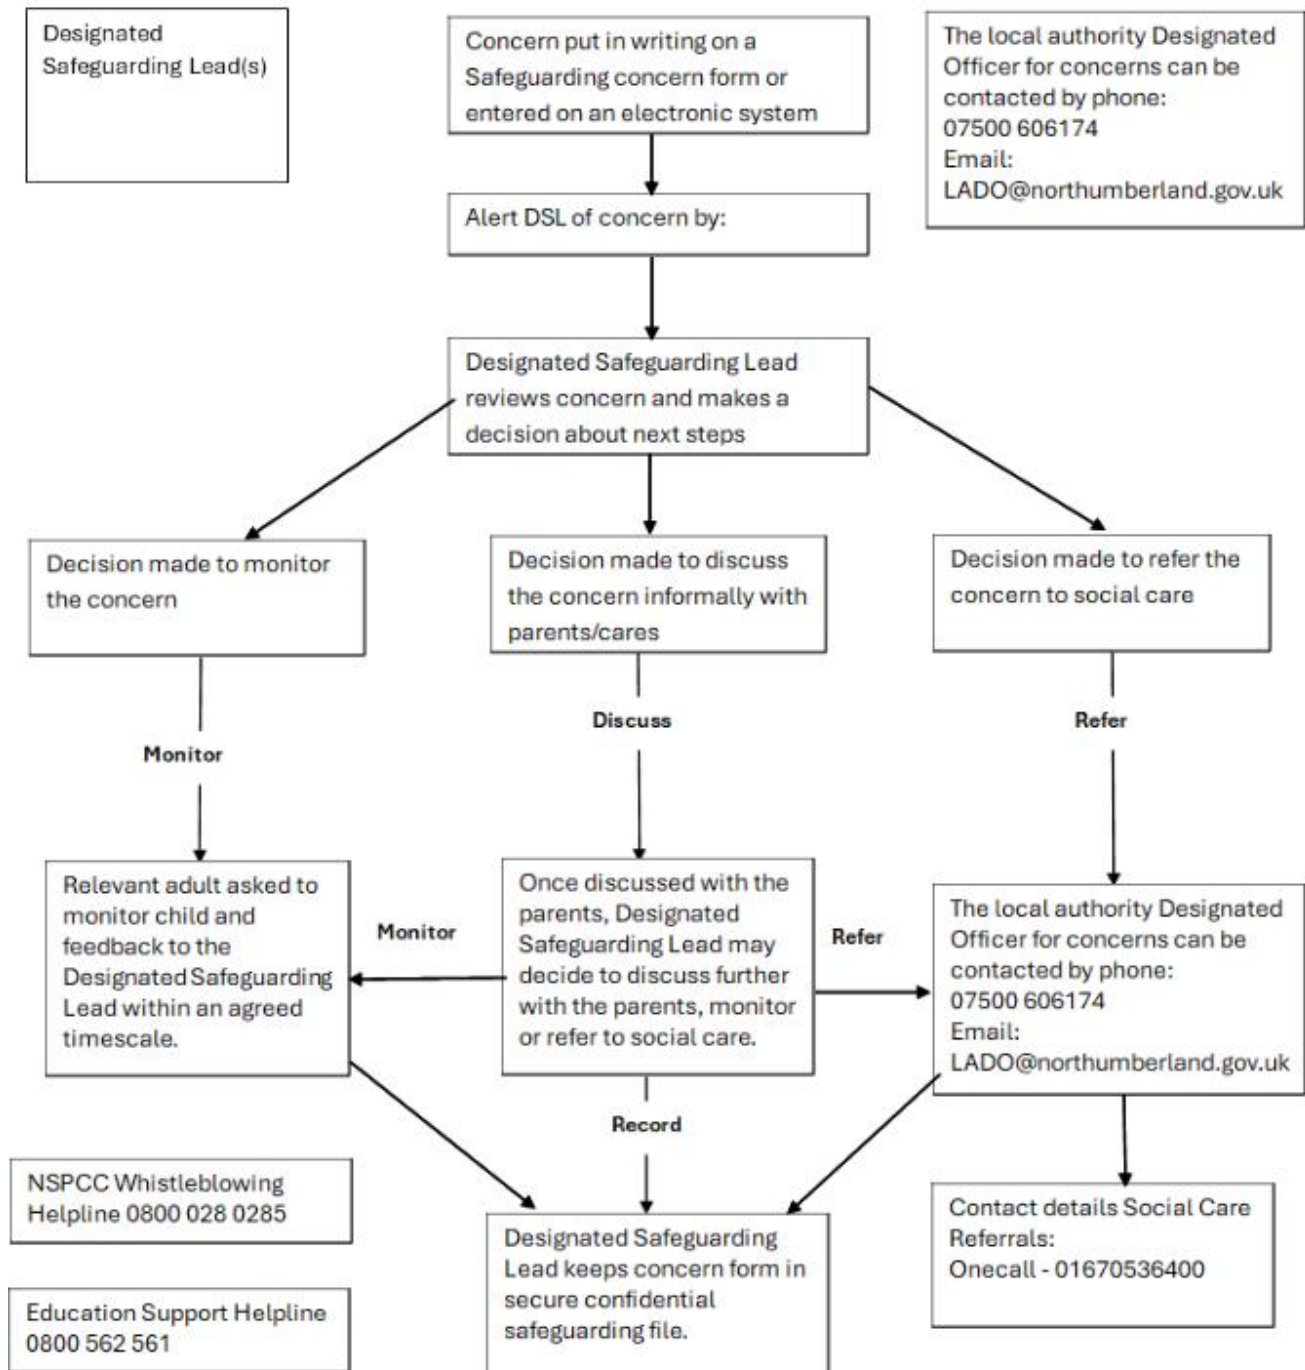 Designated
Safeguarding Lead(s)
Concern put in writing on a
Safeguarding concern form or
entered on an electronic system
The local authority Designated
Officer for concerns can be
contacted by phone:
07500 606174
Email:
LADO@northumberland.gov.uk
Alert DSL of concern by:
Designated Safeguarding Lead
reviews concern and makes a
decision about next steps
Decision made to monitor
the concern
Decision made to discuss
the concern informally with
parents/cares
Decision made to refer the
concern to social care
Monitor
Discuss
Refer
Relevant adult asked to
monitor child and
feedback to the
Designated Safeguarding
Lead within an agreed
timescale.
Monitor
Once discussed with the
parents, Designated
Safeguarding Lead may
decide to discuss further
with the parents, monitor
or refer to social care.
Refer
The local authority Designated
Officer for concerns can be
contacted by phone:
07500 606174
Email:
LADO@northumberland.gov.uk
Record
NSPCC Whistleblowing
Helpline 0800 028 0285
Education Support Helpline
0800 562 561
Designated Safeguarding
Lead keeps concern form in
secure confidential
safeguarding file.
Contact details Social Care
Referrals:
Onecall - 01670536400